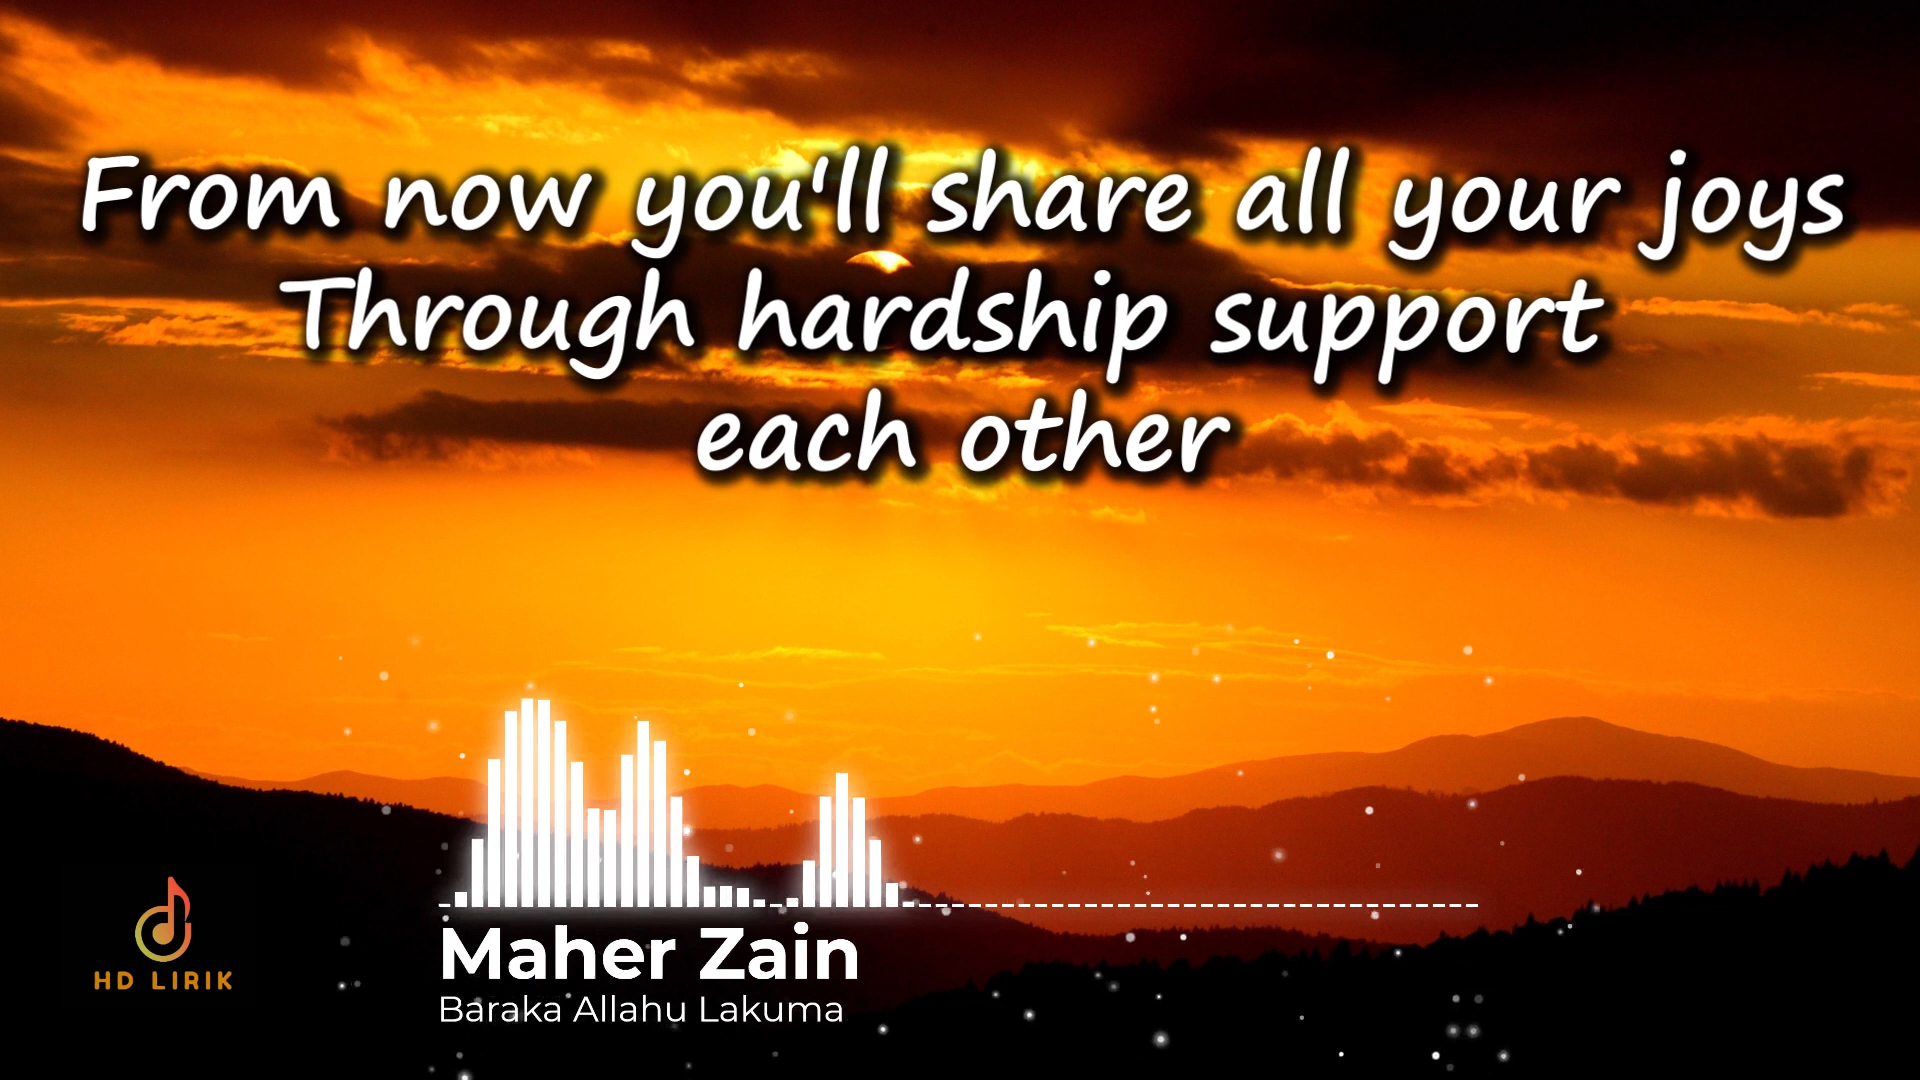 From now you'll share all your joys
Through hardship support
each other
Maher Zain
Baraka Allahu Lakuma
HD LIRIK